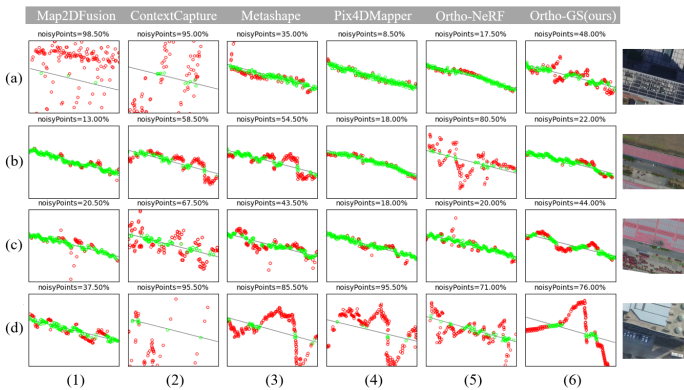 Map2DFusion ContextCapture Metashape Pix4DMapper Ortho-NeRF Ortho-GS(ours)
noisyPoints=98.50% noisyPoints=95.00% noisyPoints=35.00% noisyPoints=8.50% noisyPoints=17.50% noisyPoints=48.00%
(a)
noisyPoints=13.00% noisyPoints=58.50% noisyPoints=54.50% noisyPoints=18.00% noisyPoints=80.50% noisyPoints=22.00%
(b)
noisyPoints=20.50% noisyPoints=67.50% noisyPoints=43.50% noisyPoints=18.00% noisyPoints=20.00% noisyPoints=44.00%
(c)
noisyPoints=37.50% noisyPoints=95.50% noisyPoints=85.50% noisyPoints=95.50% noisyPoints=71.00% noisyPoints=76.00%
(d)
(1) (2) (3) (4) (5) (6)